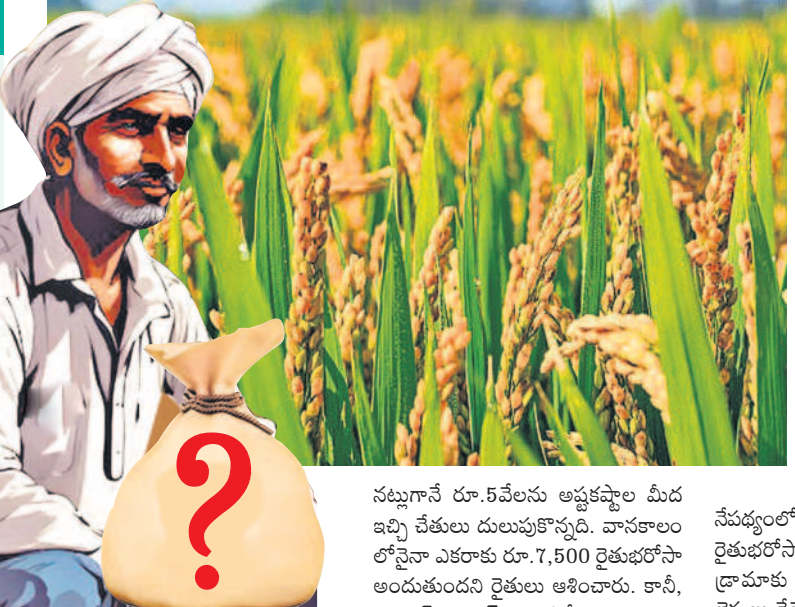 ?
నట్లుగానే రూ.5వేలను అష్టకష్టాల మీద
ఇచ్చి చేతులు దులుపుకొన్నది. వానకాలం
లోనైనా ఎకరాకు రూ.7,500 రైతుభరోసా
అందుతుందని రైతులు ఆశించారు. కానీ,
నేపథ్యంలో
రైతుభరోసా
డ్రామాకు